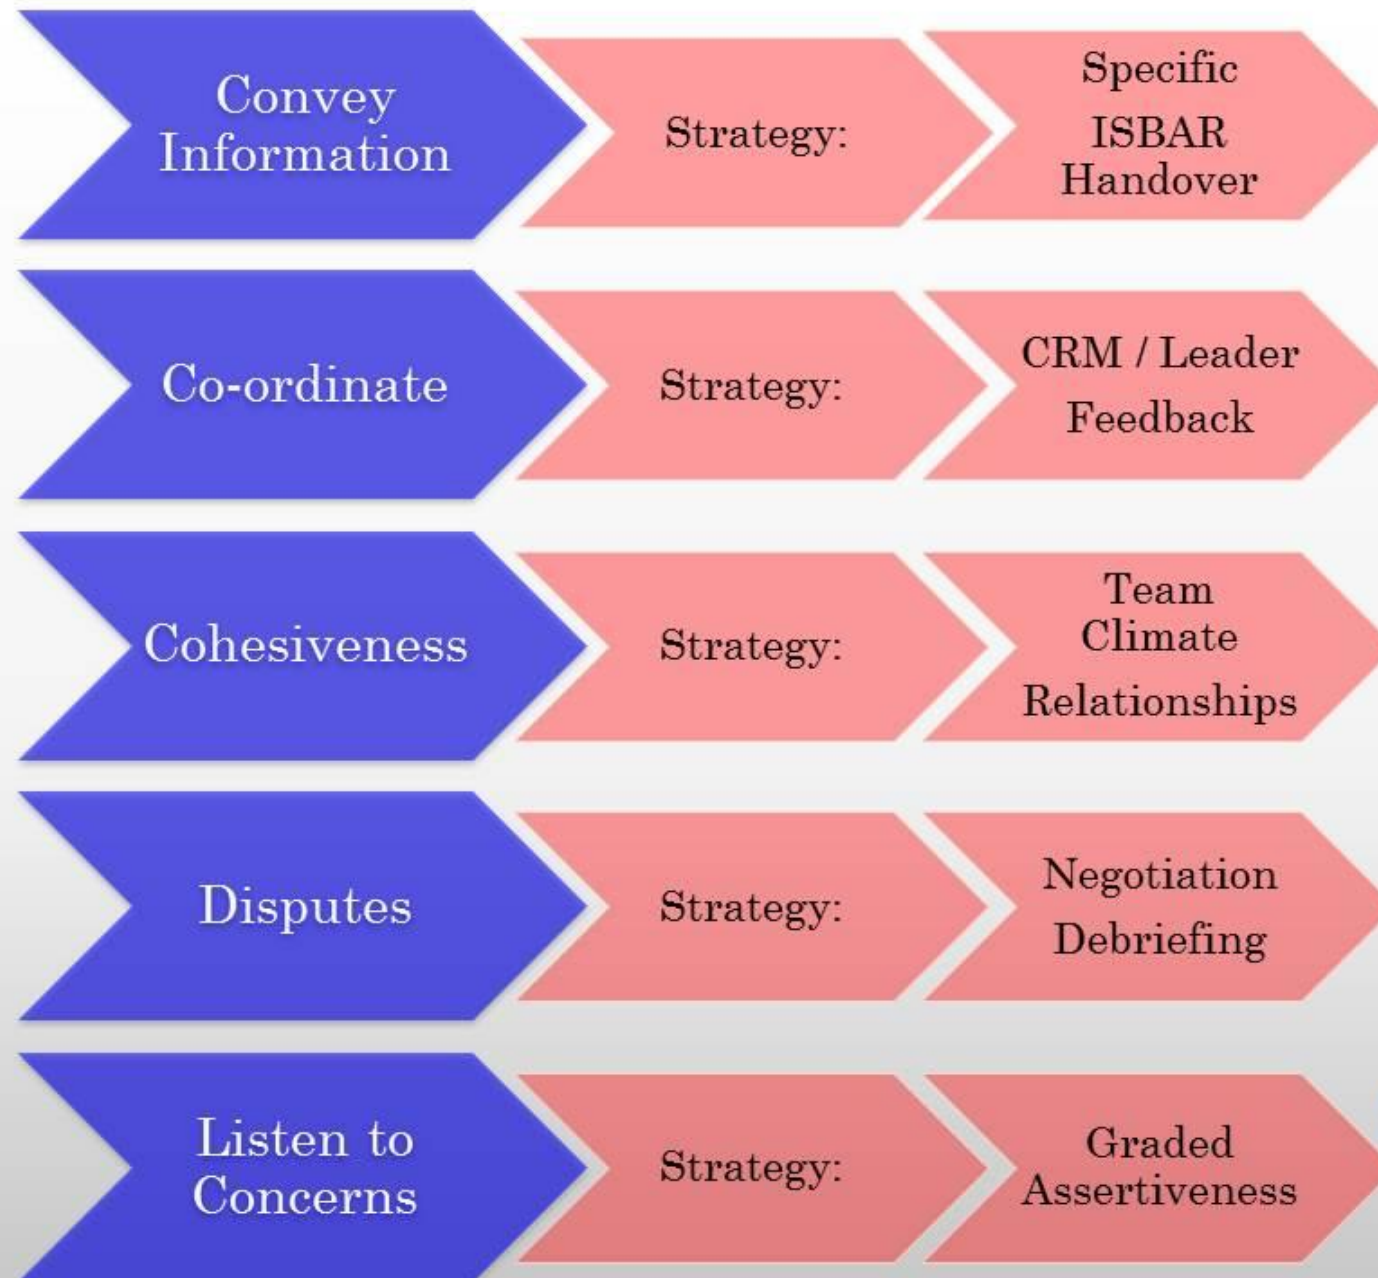 Convey
Information
Strategy:
Specific
ISBAR
Handover
Co-ordinate
Strategy:
CRM / Leader
Feedback
Cohesiveness
Strategy:
Team
Climate
Relationships
Disputes
Strategy:
Negotiation
Debriefing
Listen to
Concerns
Strategy:
Graded
Assertiveness